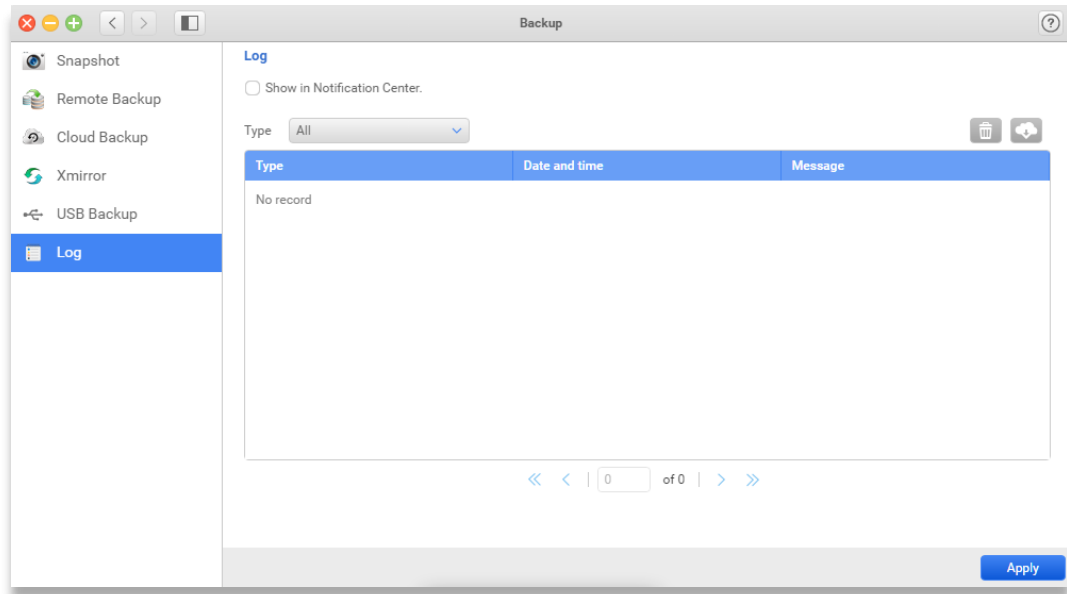 Backup
?
Snapshot
Remote Backup
Cloud Backup
Xmirror
USB Backup
Log
Log
Show in Notification Center.
Type All
Type Date and time Message
No record
0 of 0
Apply